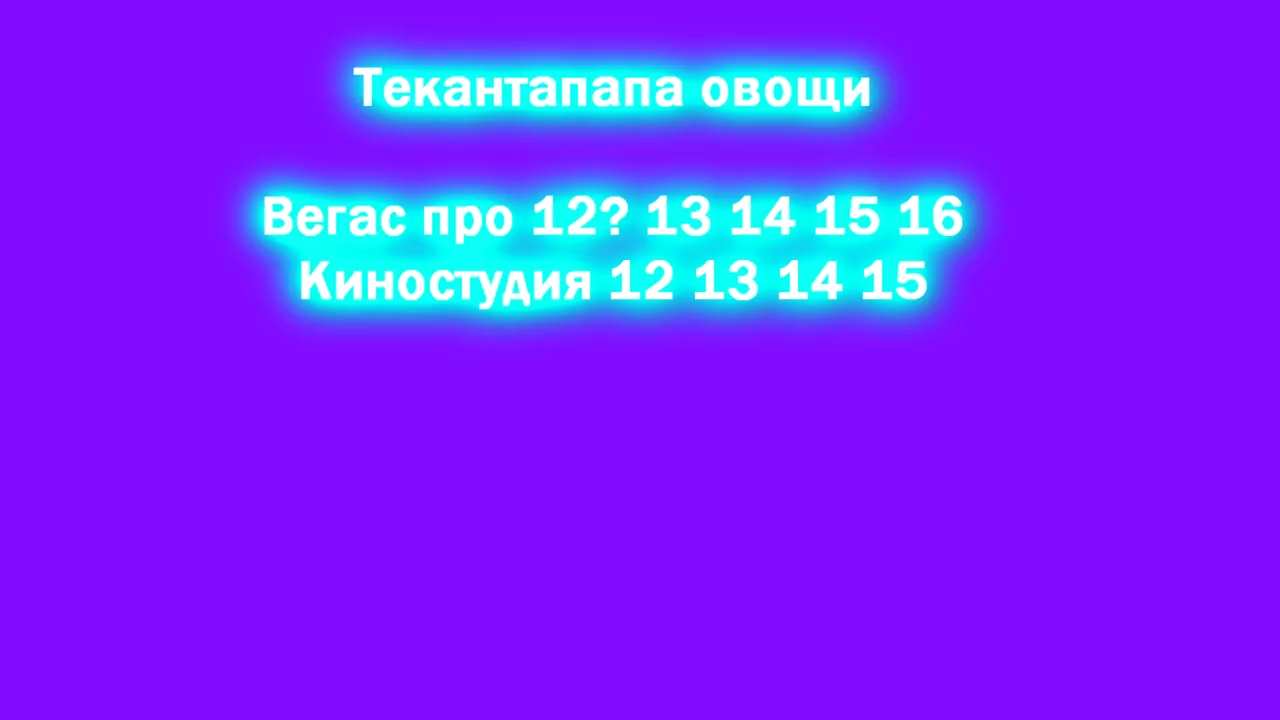 Текантапапа овощи
Вегас про 12? 13 14 15 16
Киностудия 12 13 14 15